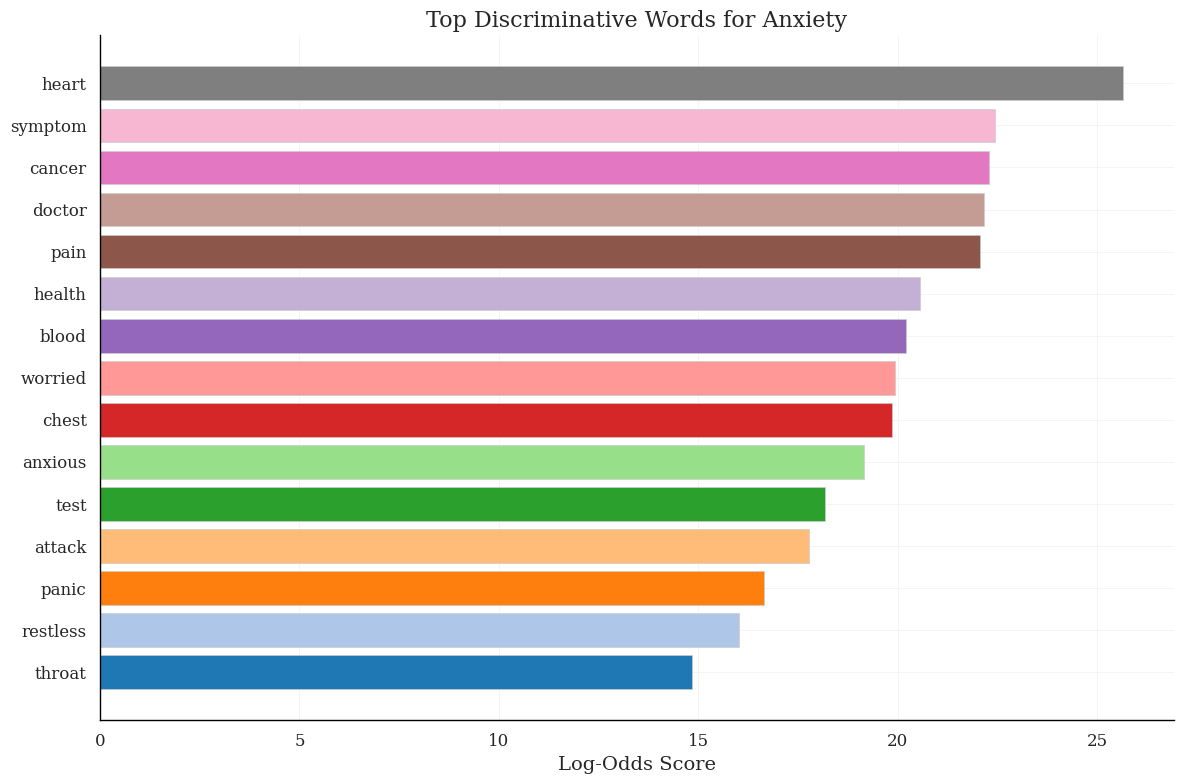 Top Discriminative Words for Anxiety
heart
symptom
cancer
doctor
pain
health
blood
worried
chest
anxious
test
attack
panic
restless
throat
0 5 10 15 20 25
Log-Odds Score